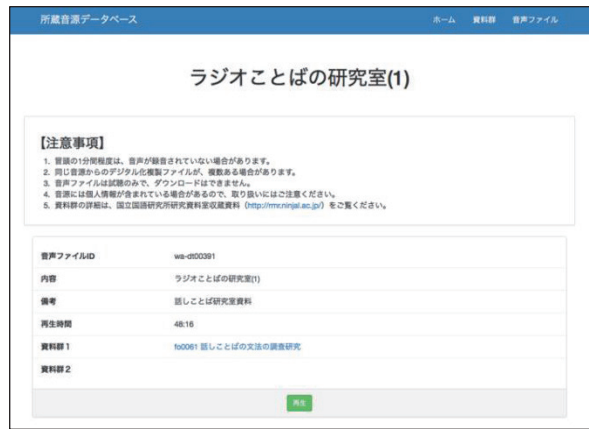 所蔵音源データベース
ホーム 資料群 音声ファイル
ラジオことばの研究室(1)
【注意事項】
1. 冒頭の1分間程度は、音声が録音されていない場合があります。
2. 同じ音源からのデジタル化複製ファイルが、複数ある場合があります。
3. 音声ファイルは試聴のみで、ダウンロードはできません。
4. 音源には個人情報が含まれている場合があるので、取り扱いにはご注意ください。
5. 資料群の詳細は、国立国語研究所研究資料室収蔵資料(http://rmr.ninjal.ac.jp/)をご覧ください。
音声ファイルID wa-dt00391
内容 ラジオことばの研究室(1)
備考 話しことば研究室資料
再生時間 48:16
資料群1 fo0061 話しことばの文法の調査研究
資料群2
再生